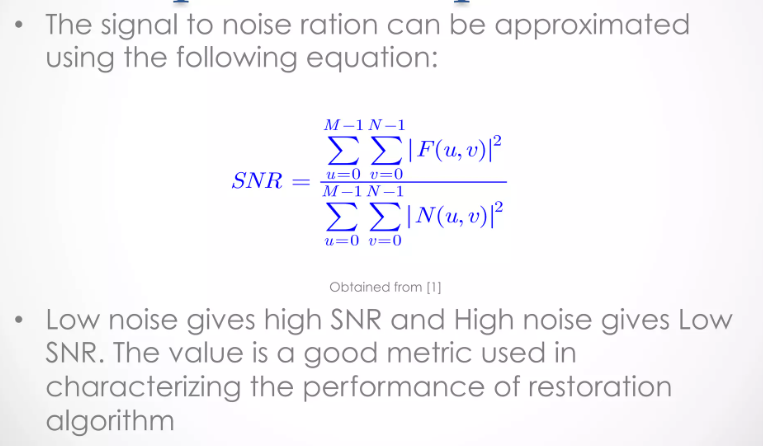 • The signal to noise ration can be approximated
using the following equation:
SNR = \frac{\sum_{u=0}^{M-1} \sum_{v=0}^{N-1} |F(u,v)|^2}{\sum_{u=0}^{M-1} \sum_{v=0}^{N-1} |N(u,v)|^2}
Obtained from [1]
• Low noise gives high SNR and High noise gives Low
SNR. The value is a good metric used in
characterizing the performance of restoration
algorithm